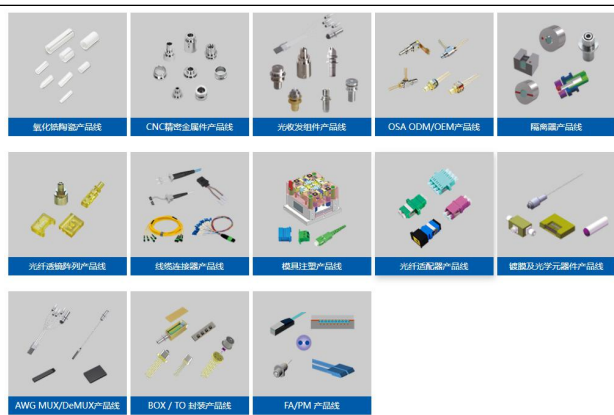 氧化锆陶瓷产品线
CNC精密金属件产品线
光收发组件产品线
OSA ODM/OEM产品线
隔离器产品线
光纤透镜阵列产品线
线缆连接器产品线
模具注塑产品线
光纤适配器产品线
镀膜及光学元器件产品线
AWG MUX/DeMUX产品线
BOX / TO 封装产品线
FA/PM 产品线